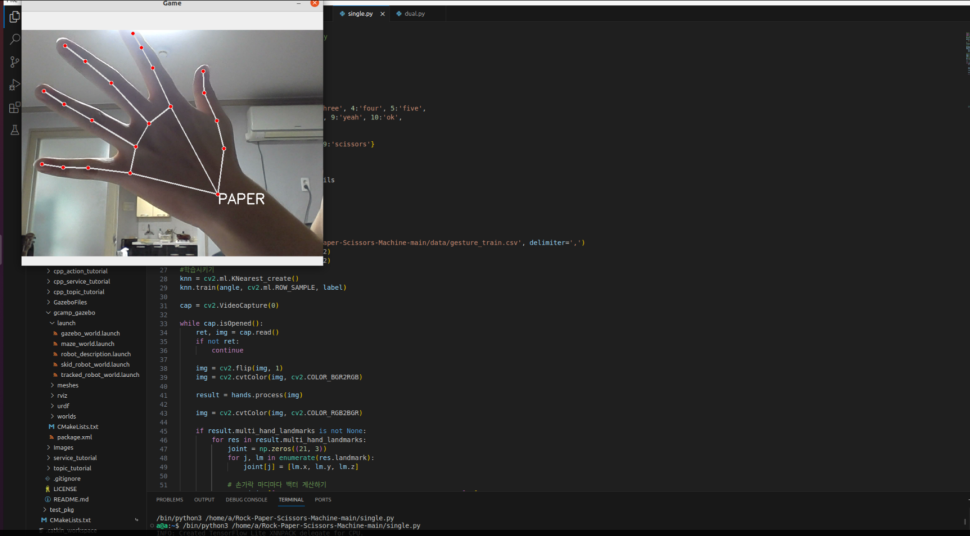 Game
single.py
dual.py
PAPER
hree', 4:'four', 5:'five',
, 9:'yeah', 10:'ok',
9:'scissors'}
ils
aper-Scissors-Machine-main/data/gesture_train.csv', delimiter=',')
2)
2)
27 #학습시키기
28 knn = cv2.ml.KNearest_create()
29 knn.train(angle, cv2.ml.ROW_SAMPLE, label)
30
31 cap = cv2.VideoCapture(0)
32
33 while cap.isOpened():
34 ret, img = cap.read()
35 if not ret:
36 continue
37
38 img = cv2.flip(img, 1)
39 img = cv2.cvtColor(img, cv2.COLOR_BGR2RGB)
40
41 result = hands.process(img)
42
43 img = cv2.cvtColor(img, cv2.COLOR_RGB2BGR)
44
45 if result.multi_hand_landmarks is not None:
46 for res in result.multi_hand_landmarks:
47 joint = np.zeros((21, 3))
48 for j, lm in enumerate(res.landmark):
49 joint[j] = [lm.x, lm.y, lm.z]
50
51 # 손가락 마디마다 벡터 계산하기
cpp_action_tutorial
cpp_service_tutorial
cpp_topic_tutorial
GazeboFiles
gcamp_gazebo
launch
gazebo_world.launch
maze_world.launch
robot_description.launch
skid_robot_world.launch
tracked_robot_world.launch
meshes
rviz
urdf
worlds
CMakeLists.txt
package.xml
images
service_tutorial
topic_tutorial
.gitignore
LICENSE
README.md
test_pkg
CMakeLists.txt
PROBLEMS OUTPUT DEBUG CONSOLE TERMINAL PORTS
/bin/python3 /home/a/Rock-Paper-Scissors-Machine-main/single.py
a@a:~$ /bin/python3 /home/a/Rock-Paper-Scissors-Machine-main/single.py